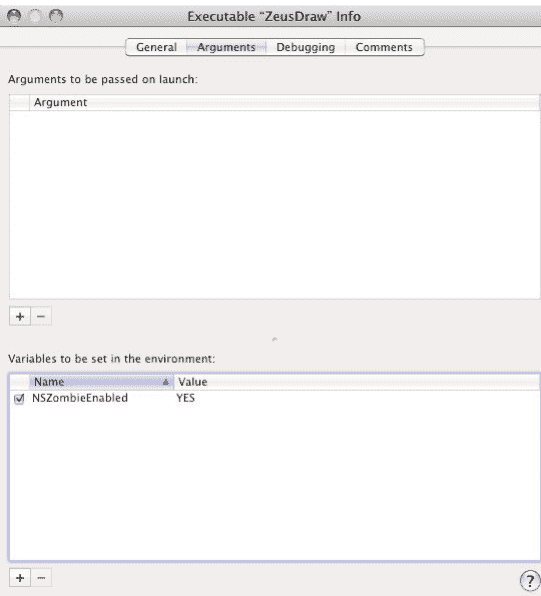 Executable “ZeusDraw” Info
General Arguments Debugging Comments
Arguments to be passed on launch:
Argument
+ −
Variables to be set in the environment:
Name Value
NSZombieEnabled YES
+ − ?